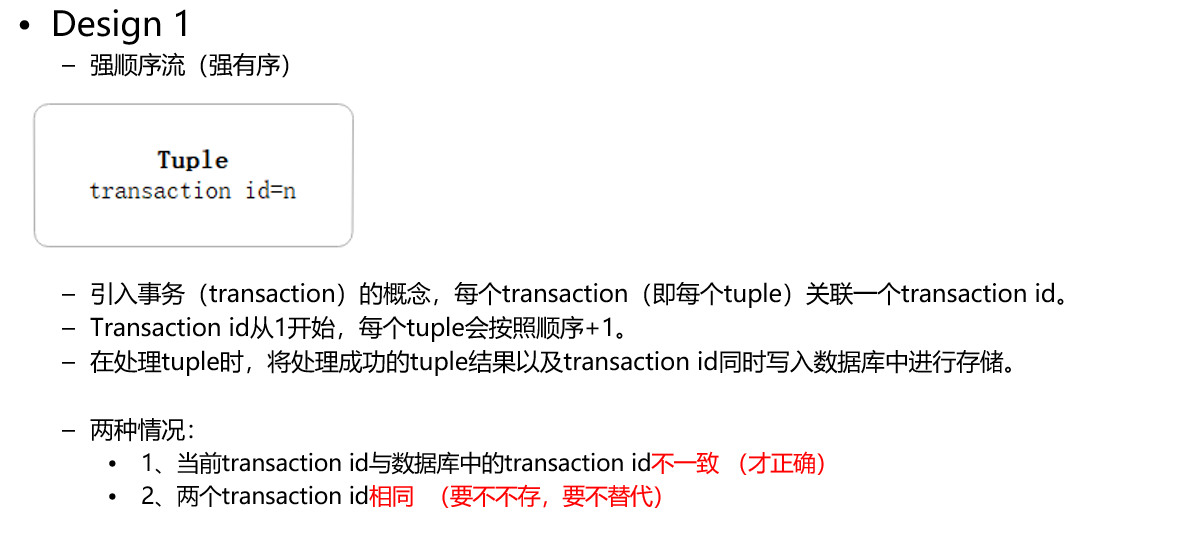 • Design 1
– 强顺序流（强有序）
Tuple
transaction id=n
– 引入事务（transaction）的概念，每个transaction（即每个tuple）关联一个transaction id。
– Transaction id从1开始，每个tuple会按照顺序+1。
– 在处理tuple时，将处理成功的tuple结果以及transaction id同时写入数据库中进行存储。
– 两种情况：
• 1、当前transaction id与数据库中的transaction id不一致 （才正确）
• 2、两个transaction id相同 （要不不存，要不替代）